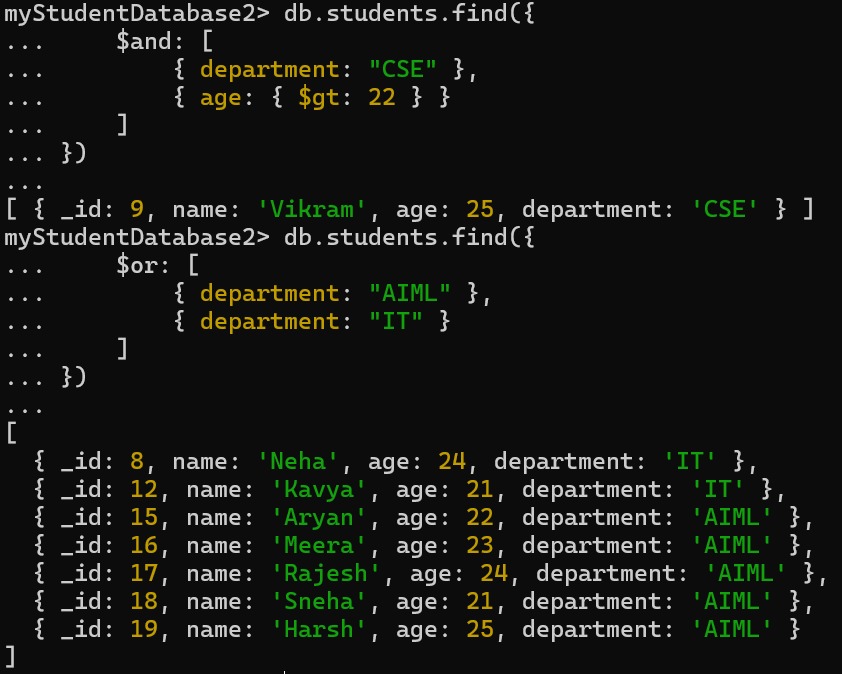 myStudentDatabase2> db.students.find({
...     $and: [
...         { department: "CSE" },
...         { age: { $gt: 22 } }
...     ]
... })
...
[ { _id: 9, name: 'Vikram', age: 25, department: 'CSE' } ]
myStudentDatabase2> db.students.find({
...     $or: [
...         { department: "AIML" },
...         { department: "IT" }
...     ]
... })
...
[
  { _id: 8, name: 'Neha', age: 24, department: 'IT' },
  { _id: 12, name: 'Kavya', age: 21, department: 'IT' },
  { _id: 15, name: 'Aryan', age: 22, department: 'AIML' },
  { _id: 16, name: 'Meera', age: 23, department: 'AIML' },
  { _id: 17, name: 'Rajesh', age: 24, department: 'AIML' },
  { _id: 18, name: 'Sneha', age: 21, department: 'AIML' },
  { _id: 19, name: 'Harsh', age: 25, department: 'AIML' }
]